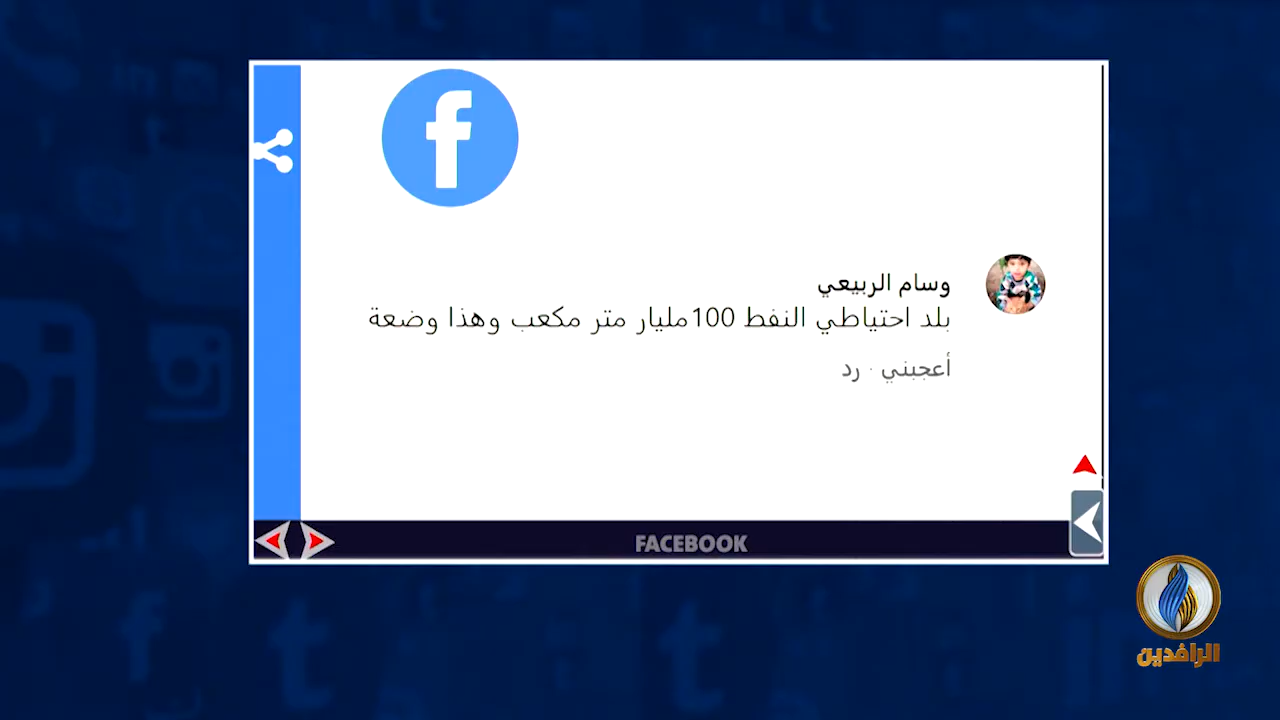 وسام الربيعي
بلد احتياطي النفط 100مليار متر مكعب وهذا وضعة
أعجبني · رد
FACEBOOK
الرافدين